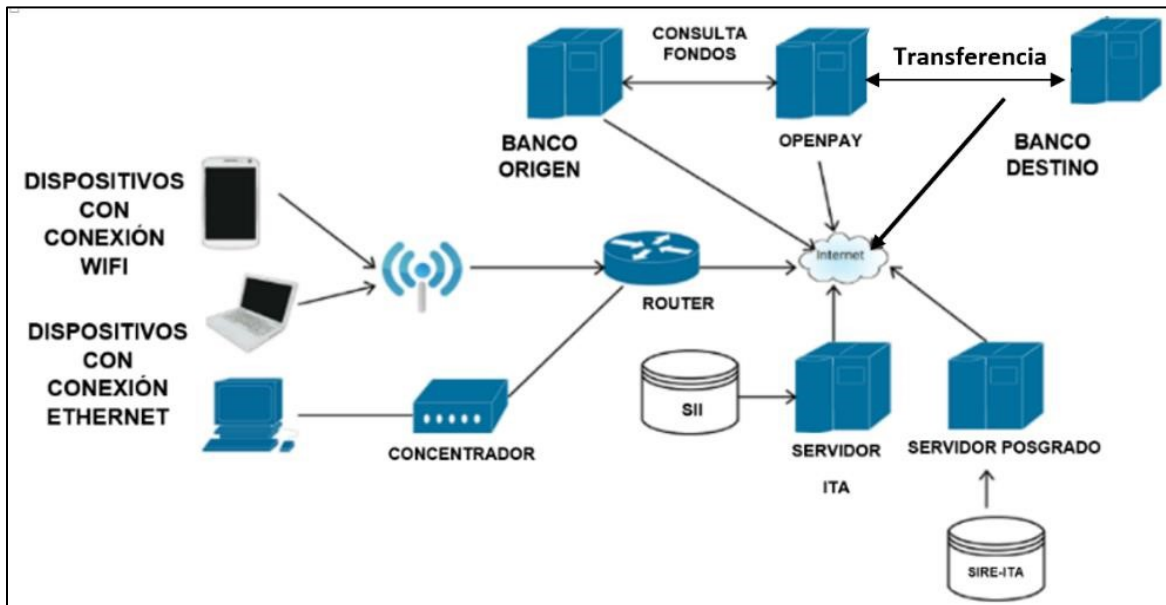 CONSULTA
FONDOS
Transferencia
BANCO
ORIGEN
OPENPAY
BANCO
DESTINO
DISPOSITIVOS
CON
CONEXIÓN
WIFI
Internet
ROUTER
DISPOSITIVOS
CON
CONEXIÓN
ETHERNET
CONCENTRADOR
SII
SERVIDOR
ITA
SERVIDOR POSGRADO
SIRE-ITA